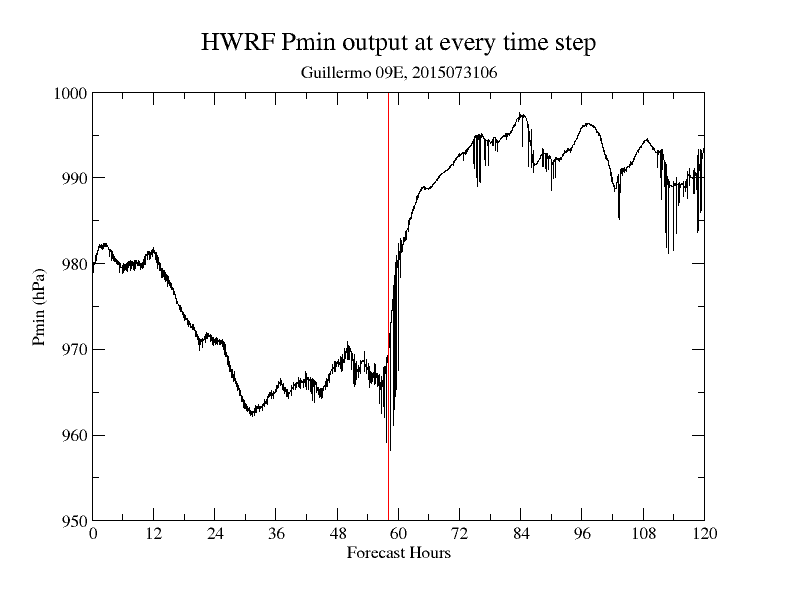 HWRF Pmin output at every time step
Guillermo 09E, 2015073106
1000
990
980
970
960
950
Pmin (hPa)
0 12 24 36 48 60 72 84 96 108 120
Forecast Hours